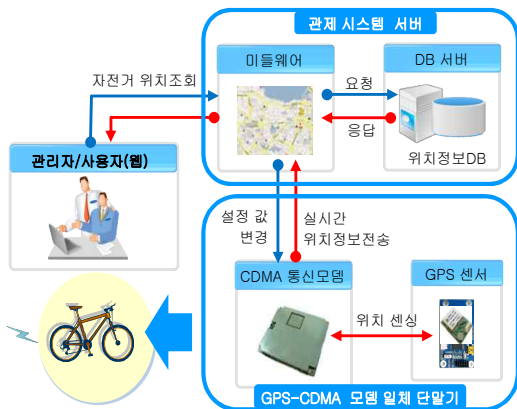 관제 시스템 서버
미들웨어
DB 서버
자전거 위치조회
요청
응답
위치정보DB
관리자/사용자(웹)
설정 값
변경
실시간
위치정보전송
CDMA 통신모뎀
GPS 센서
위치 센싱
GPS-CDMA 모뎀 일체 단말기